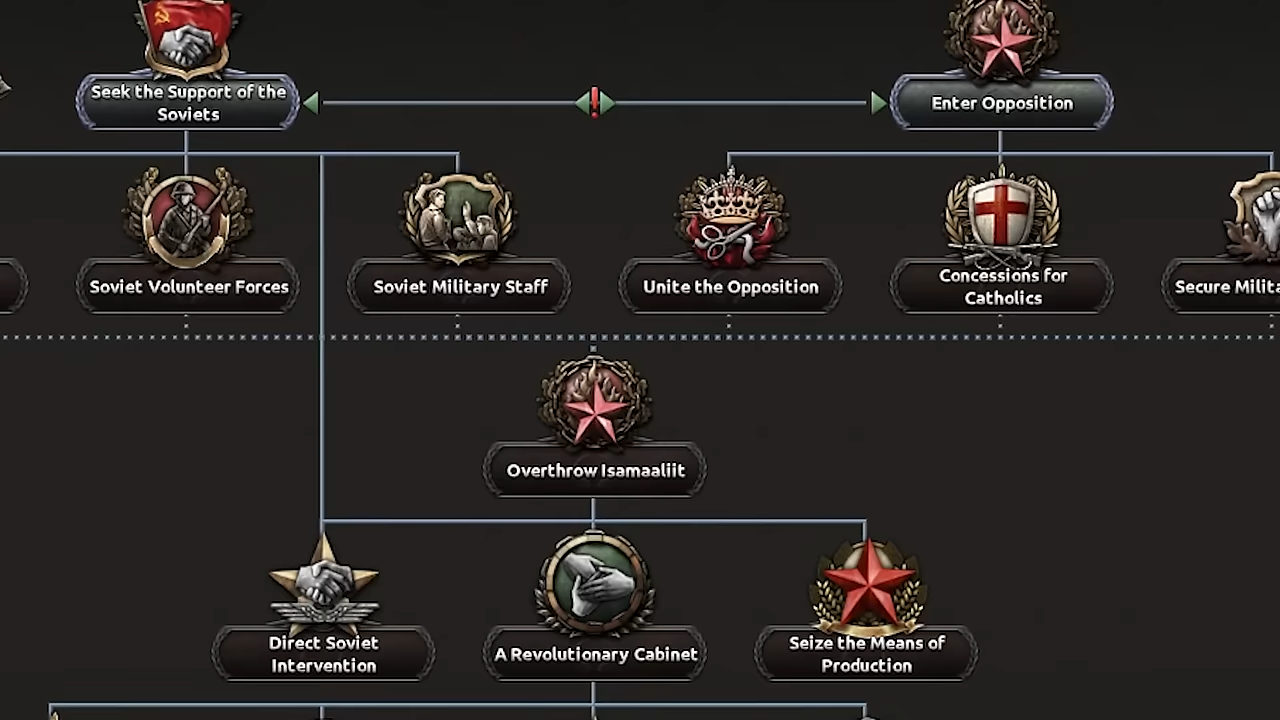 Seek the Support of the
Soviets
Enter Opposition
Soviet Volunteer Forces
Soviet Military Staff
Unite the Opposition
Concessions for
Catholics
Secure
Overthrow Isamaaliit
Direct Soviet
Intervention
A Revolutionary Cabinet
Seize the Means of
Production